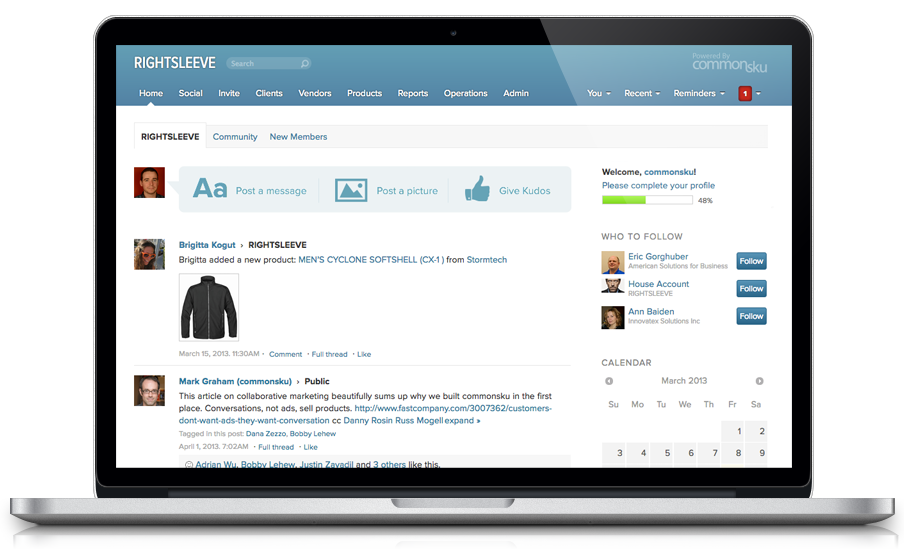 RIGHTSLEEVE
Search
Powered By
commonsku
Home Social Invite Clients Vendors Products Reports Operations Admin
You Recent Reminders 1
RIGHTSLEEVE Community New Members
Aa Post a message Post a picture Give Kudos
Welcome, commonsku!
Please complete your profile
48%
Brigitta Kogut › RIGHTSLEEVE
Brigitta added a new product: MEN'S CYCLONE SOFTSHELL (CX-1 ) from Stormtech
March 15, 2013. 11:30AM • Comment • Full thread • Like
WHO TO FOLLOW
Eric Gorghuber
American Solutions for Business
Follow
House Account
RIGHTSLEEVE
Follow
Ann Baiden
Innovatex Solutions Inc
Follow
Mark Graham (commonsku) › Public
This article on collaborative marketing beautifully sums up why we built commonsku in the first
place. Conversations, not ads, sell products. http://www.fastcompany.com/3007362/customers-
dont-want-ads-they-want-conversation cc Danny Rosin Russ Mogell expand »
Tagged in this post: Dana Zezzo, Bobby Lehew
April 1, 2013. 7:02AM • Full thread • Like
Adrian Wu, Bobby Lehew, Justin Zavadil and 3 others like this.
CALENDAR
March 2013
Su Mo Tu We Th Fr Sa
1 2
3 4 5 6 7 8 9